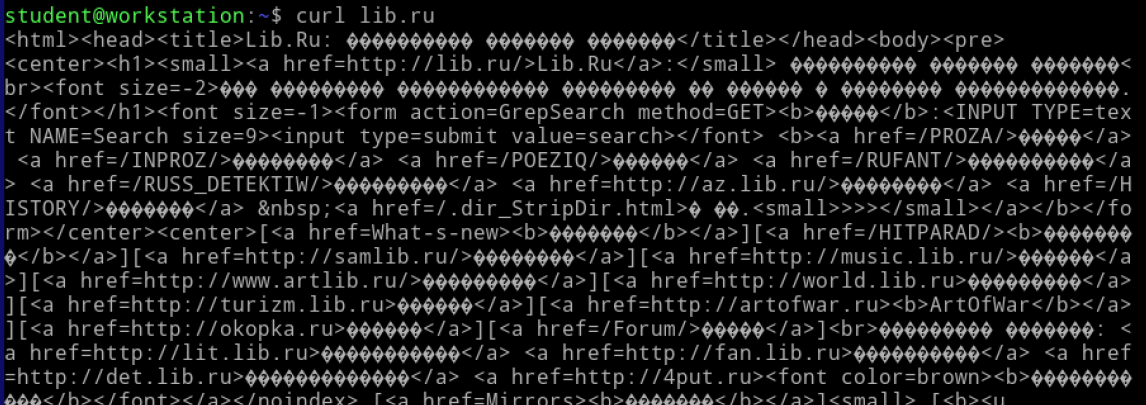 student@workstation:~$ curl lib.ru
<html><head><title>Lib.Ru: ������������ ������� �������</title></head><body><pre>
<center><h1><small><a href=http://lib.ru/>Lib.Ru</a>:</small> ������������ ������� �������<
br><font size=-2>��� ���������� ������������� ���������� �� ������ � ��������� ��������������.
</font></h1><font size=-1><form action=GrepSearch method=GET><b>�����</b>:<INPUT TYPE=tex
t NAME=Search size=9><input type=submit value=search></font> <b><a href=/PROZA/>�����</a>
 <a href=/INPROZ/>��������</a> <a href=/POEZIQ/>������</a> <a href=/RUFANT/>����������</a
> <a href=/RUSS_DETEKTIW/>���������</a> <a href=http://az.lib.ru/>��������</a> <a href=/H
ISTORY/>�������</a> &nbsp;<a href=/.dir_StripDir.html>� ��.<small>>>></small></a></b></fo
rm></center><center>[<a href=What-s-new><b>�������</b></a>][<a href=/HITPARAD/><b>�������
�</b></a>][<a href=http://samlib.ru/>��������</a>][<a href=http://music.lib.ru/>������</a
>][<a href=http://www.artlib.ru/>���������</a>][<a href=http://world.lib.ru>����������</a>
][<a href=http://turizm.lib.ru>������</a>][<a href=http://artofwar.ru><b>ArtOfWar</b></a>
][<a href=http://okopka.ru>������</a>][<a href=/Forum/>�����</a>]<br>��������� �������: <
a href=http://lit.lib.ru>������������</a> <a href=http://fan.lib.ru>����������</a> <a href
=http://det.lib.ru>��������������</a> <a href=http://4put.ru><font color=brown><b>��������
���</b></font></a></noindex> [<a href=Mirrors><b>�������</b></a]<small> [<b><u